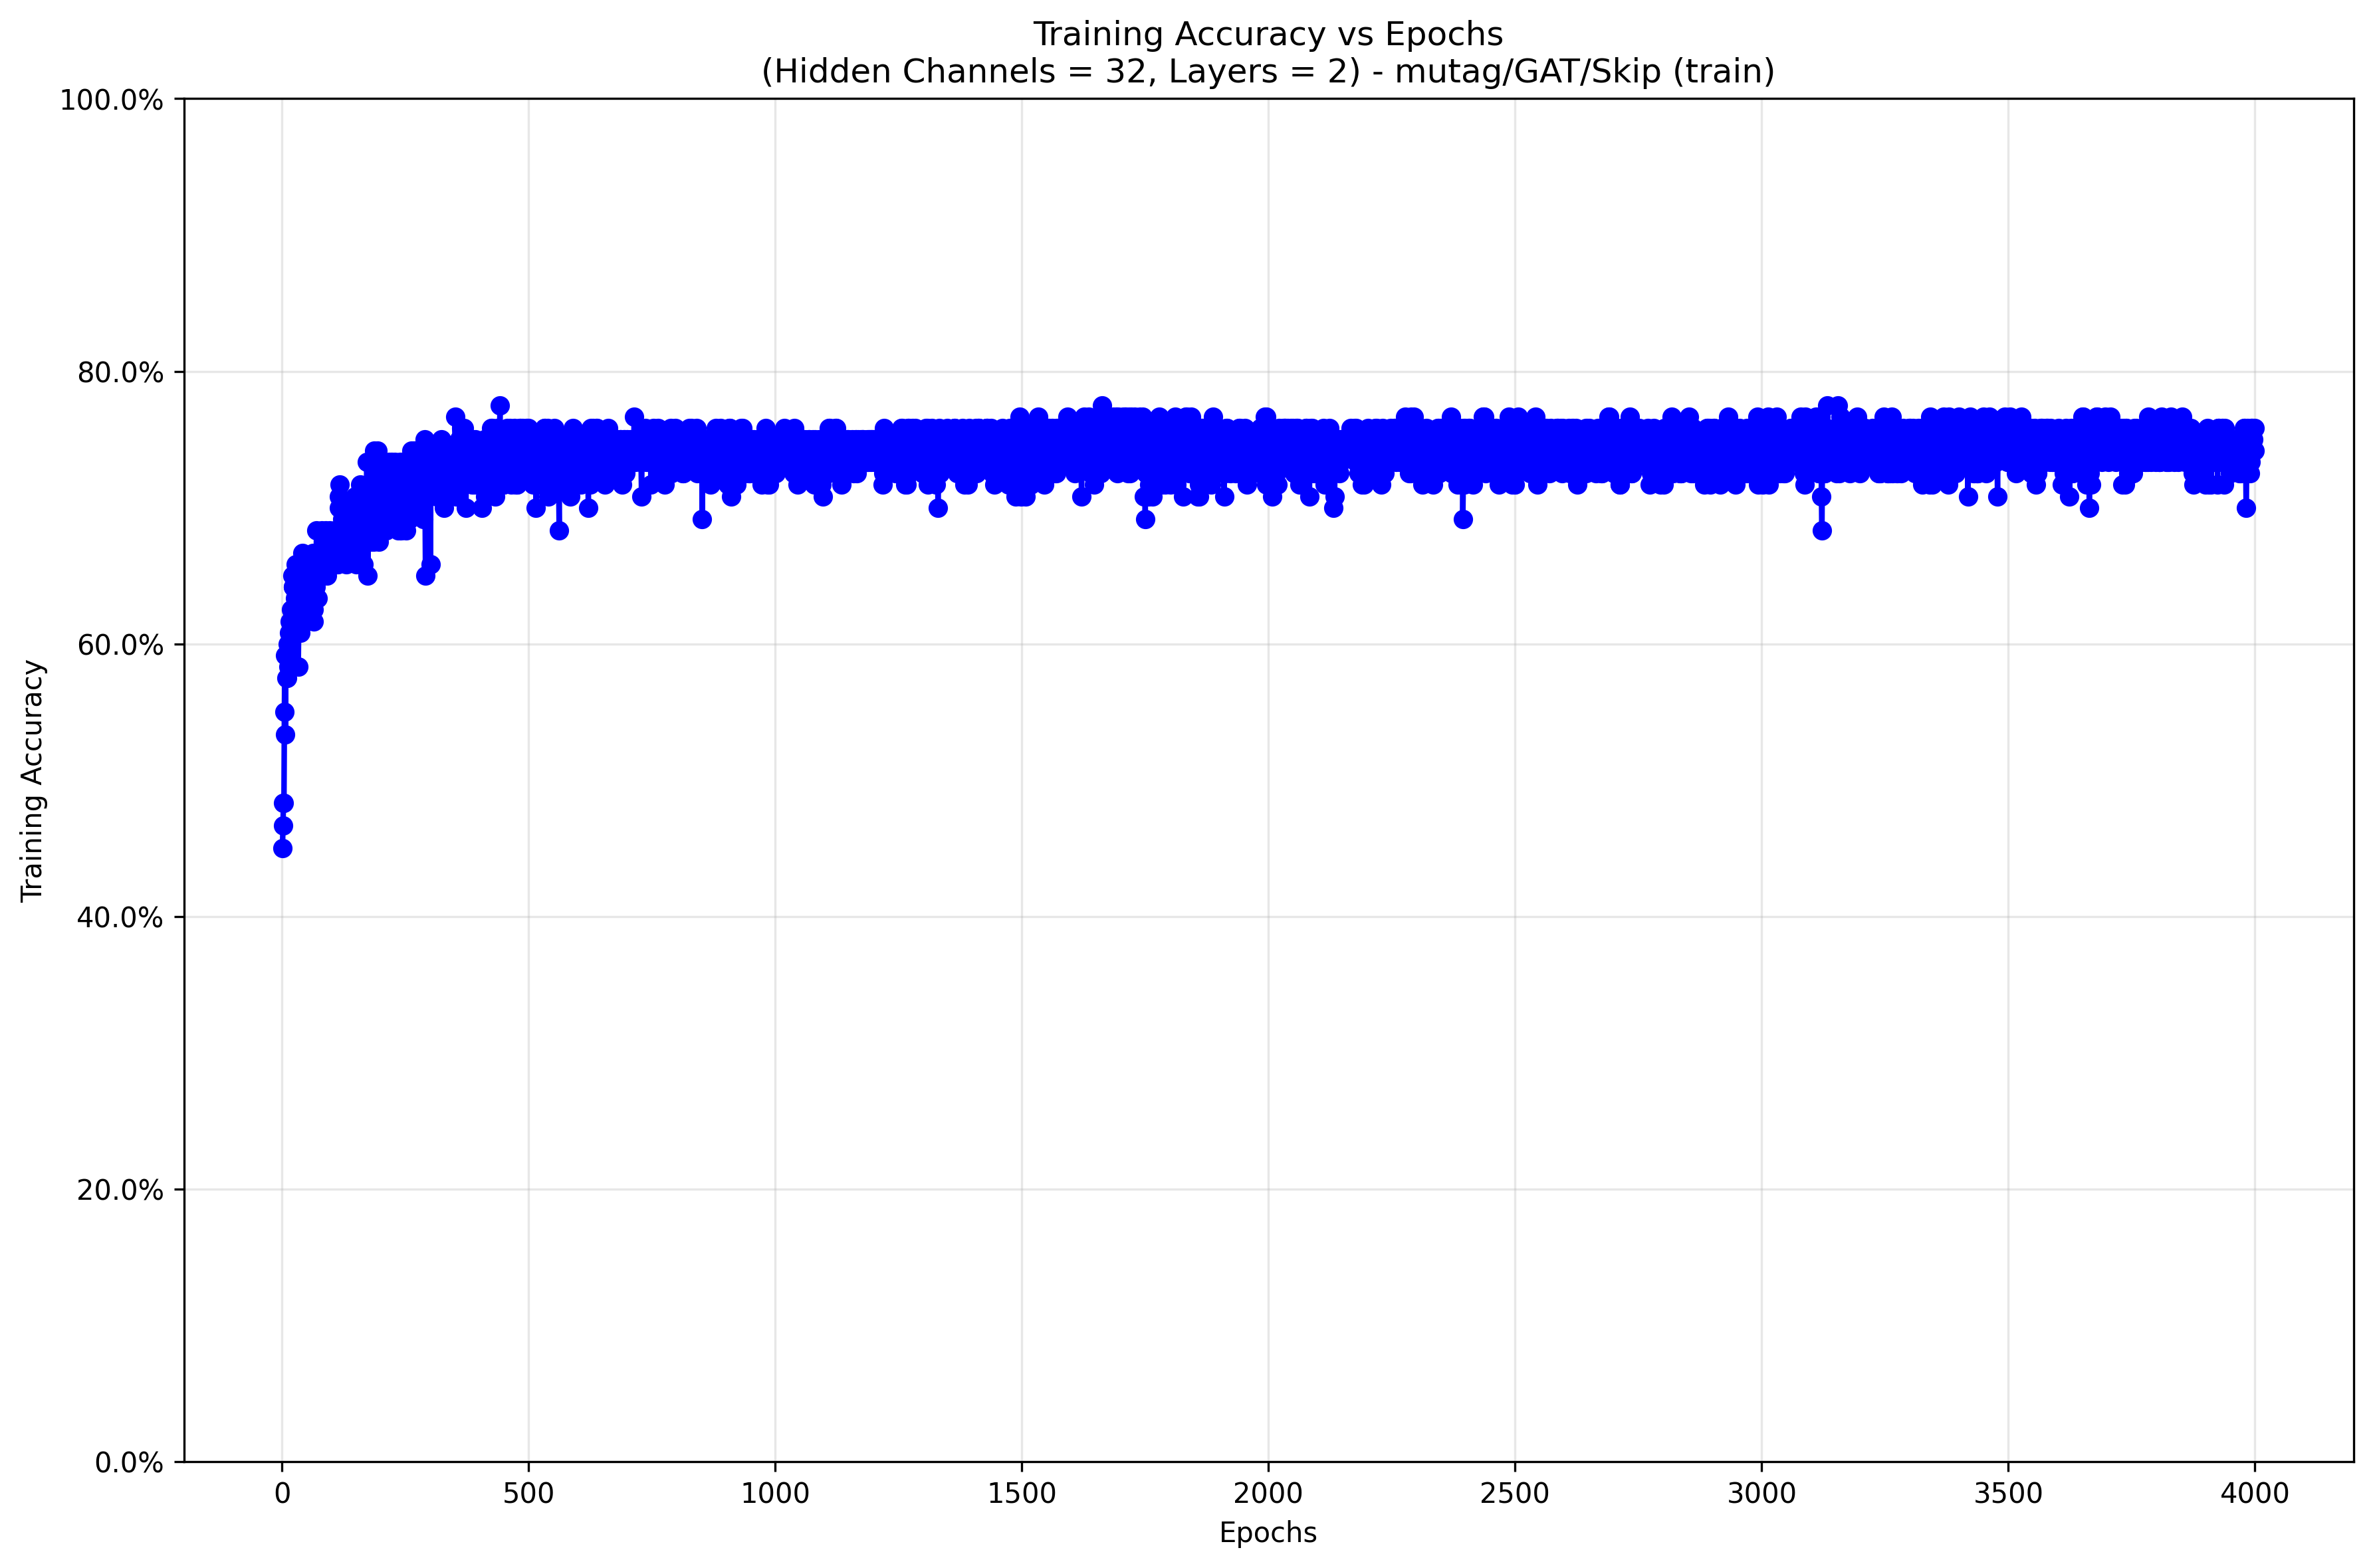 Training Accuracy vs Epochs
(Hidden Channels = 32, Layers = 2) - mutag/GAT/Skip (train)
100.0%
80.0%
60.0%
40.0%
20.0%
0.0%
Training Accuracy
0 500 1000 1500 2000 2500 3000 3500 4000
Epochs